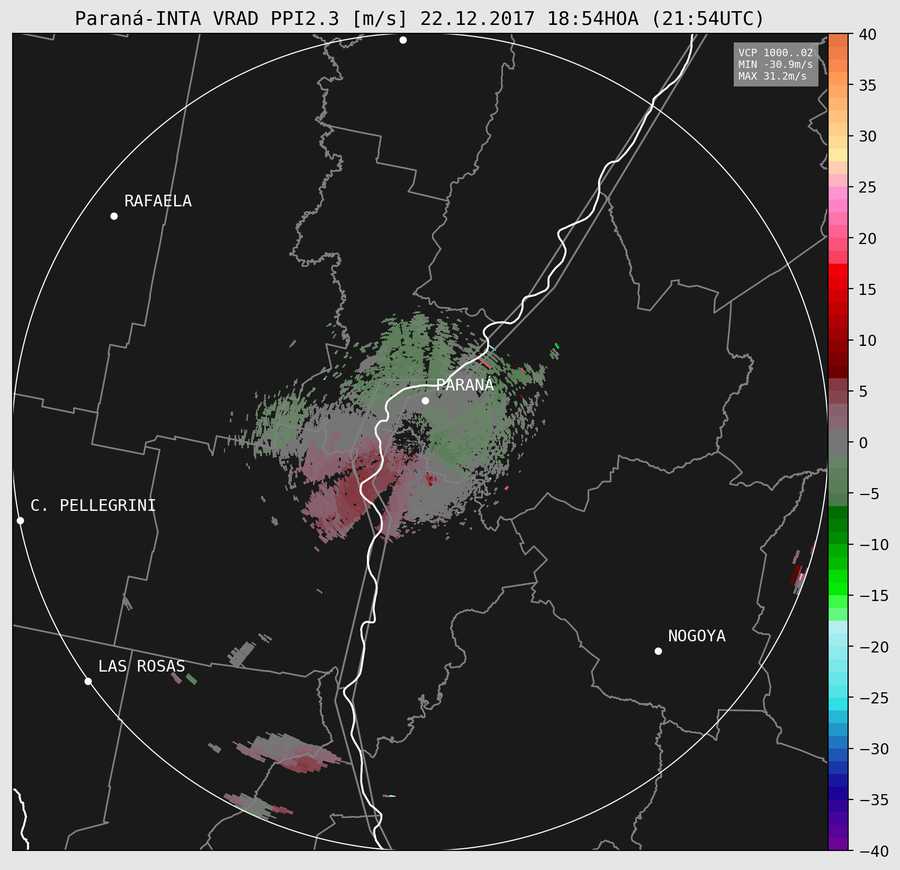 Paraná-INTA VRAD PPI2.3 [m/s] 22.12.2017 18:54HOA (21:54UTC)
VCP 1000..02
MIN -30.9m/s
MAX 31.2m/s
40
35
30
25
20
15
10
5
0
−5
−10
−15
−20
−25
−30
−35
−40
RAFAELA
PARANÁ
C. PELLEGRINI
NOGOYA
LAS ROSAS